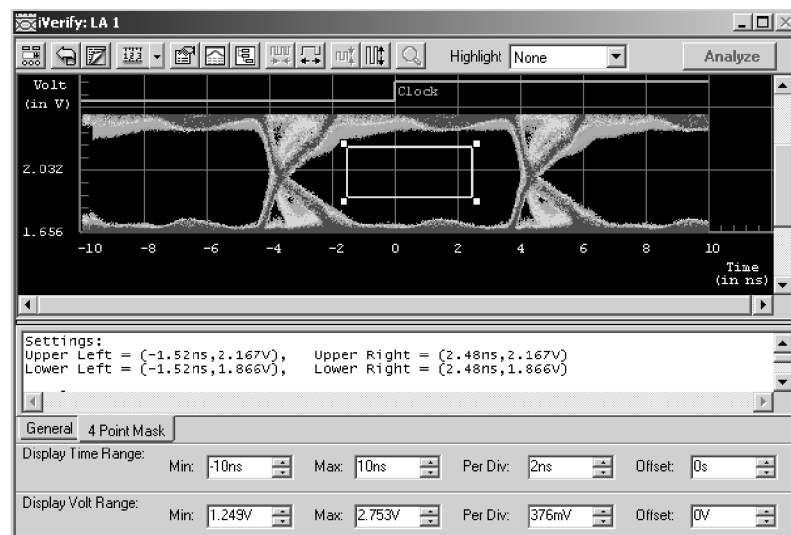 iVerify: LA 1
Highlight None Analyze
Volt
(in V)
Clock
2.032
1.656
-10 -8 -6 -4 -2 0 2 4 6 8 10
Time
(in ns)
Settings:
Upper Left = (-1.52ns,2.167V), Upper Right = (2.48ns,2.167V)
Lower Left = (-1.52ns,1.866V), Lower Right = (2.48ns,1.866V)
General 4 Point Mask
Display Time Range: Min: -10ns Max: 10ns Per Div: 2ns Offset: 0s
Display Volt Range: Min: 1.249V Max: 2.753V Per Div: 376mV Offset: 0V